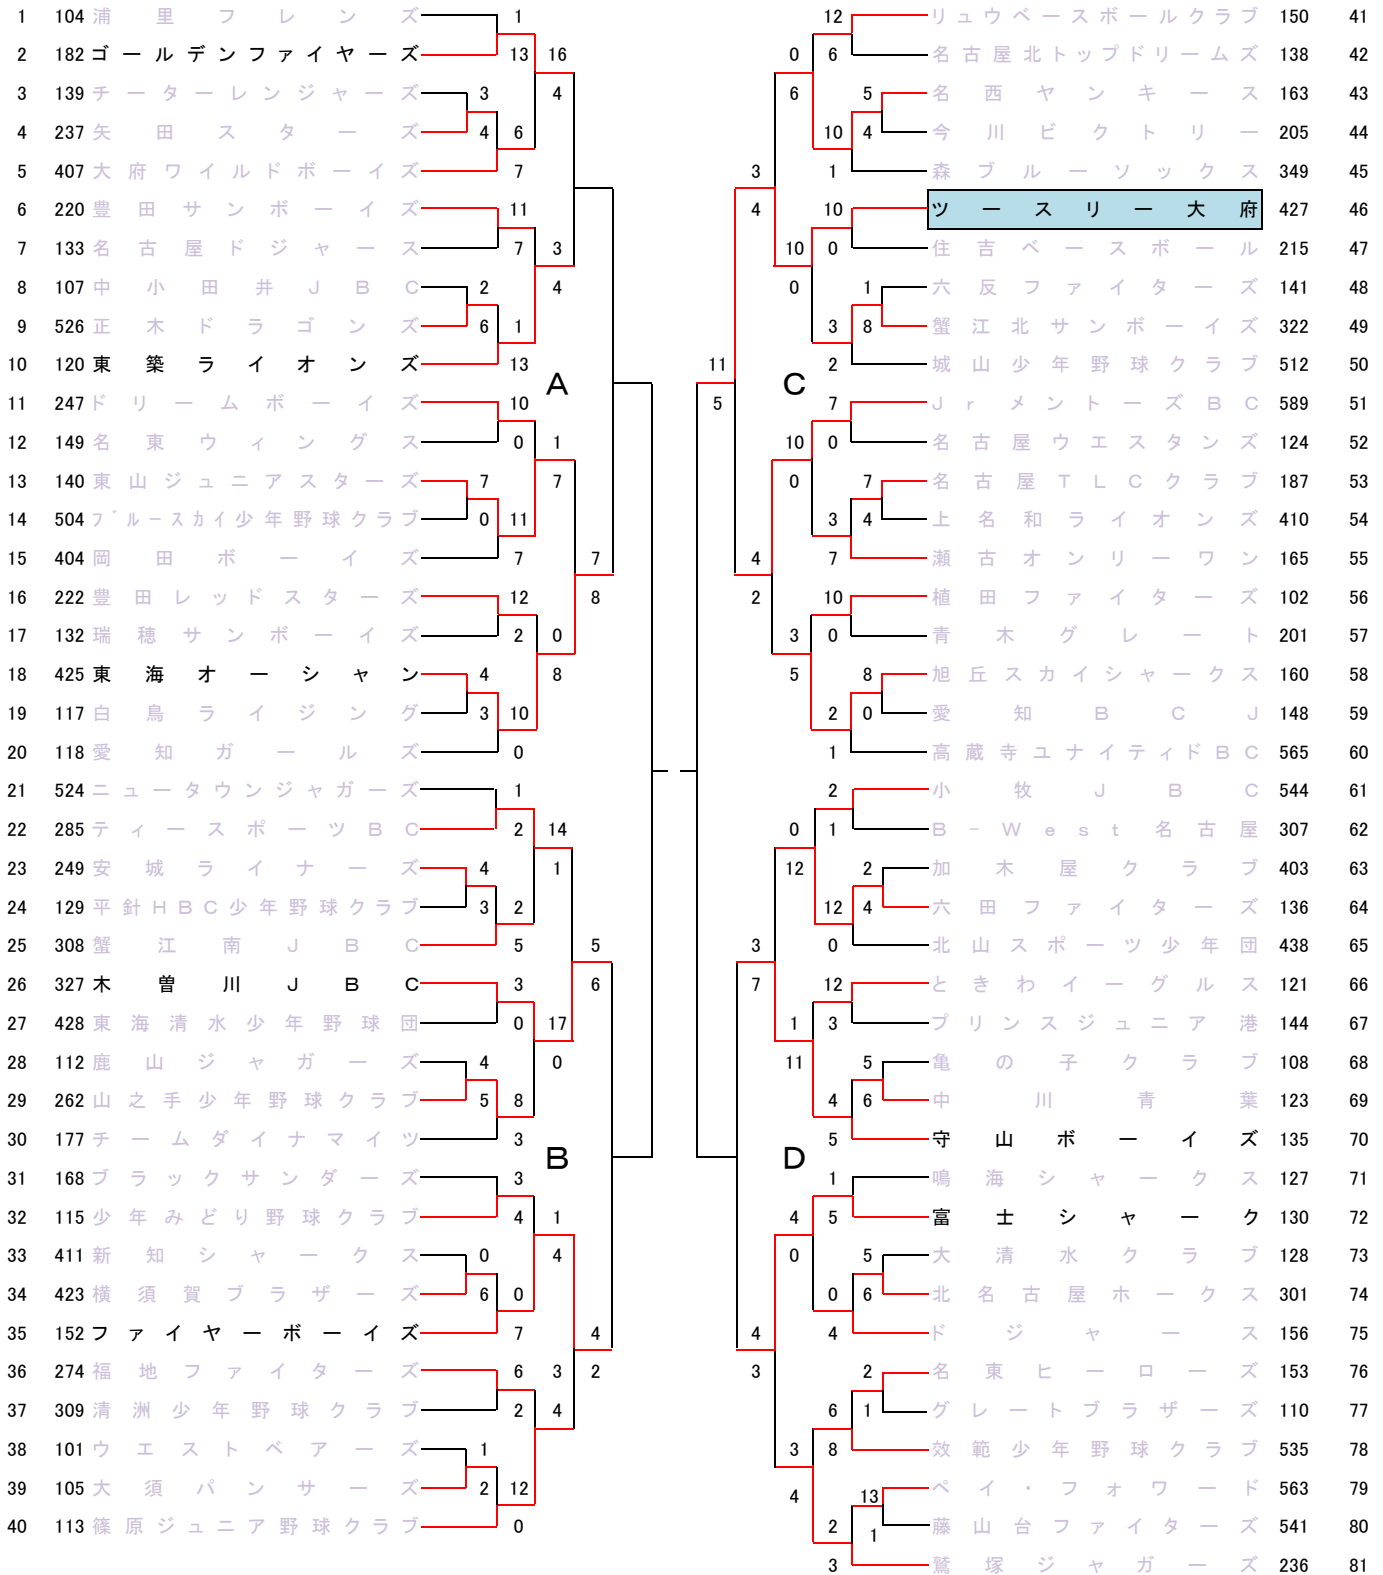 1 104 浦里フレンズ 1 12 リュウベースボールクラブ 150 41
2 182 ゴールデンファイヤーズ 13 16 0 6 名古屋北トップドリームズ 138 42
3 139 チーターレンジャーズ 3 4 6 5 名西ヤンキース 163 43
4 237 矢田スターズ 4 6 10 4 今川ビクトリー 205 44
5 407 大府ワイルドボーイズ 7 3 1 森ブルーソックス 349 45
6 220 豊田サンボーイズ 11 4 10 ツースリー大府 427 46
7 133 名古屋ドジャース 7 3 10 0 住吉ベースボール 215 47
8 107 中小田井JBC 2 4 0 1 六反ファイターズ 141 48
9 526 正木ドラゴンズ 6 1 3 8 蟹江北サンボーイズ 322 49
10 120 東築ライオンズ 13 11 2 城山少年野球クラブ 512 50
A C
11 247 ドリームボーイズ 10 5 7 Jrメントーズ BC 589 51
12 149 名東ウィングス 0 1 10 0 名古屋ウエスタンズ 124 52
13 140 東山ジュニアスターズ 7 7 0 7 名古屋TLCクラブ 187 53
14 504 ブルースカイ少年野球クラブ 0 11 3 4 上名和ライオンズ 410 54
15 404 岡田ボーイズ 7 7 4 7 瀬古オンリーワン 165 55
16 222 豊田レッドスターズ 12 8 2 10 植田ファイターズ 102 56
17 132 瑞穂サンボーイズ 2 0 3 0 青木グレート 201 57
18 425 東海オーシャン 4 8 5 8 旭丘スカイシャークス 160 58
19 117 白鳥ライジング 3 10 2 0 愛知BCJ 148 59
20 118 愛知ガールズ 0 1 高蔵寺ユナイティドBC 565 60
21 524 ニュータウンジャガーズ 1 2 小牧JBC 544 61
22 285 ティースポーツBC 2 14 0 1 B-West名古屋 307 62
23 249 安城ライナーズ 4 1 12 2 加木屋クラブ 403 63
24 129 平針HBC少年野球クラブ 3 2 12 4 六田ファイターズ 136 64
25 308 蟹江南JBC 5 5 3 0 北山スポーツ少年団 438 65
26 327 木曽川JBC 3 6 7 12 ときわイーグルス 121 66
27 428 東海清水少年野球団 0 17 1 3 プリンスジュニア港 144 67
28 112 鹿山ジャガーズ 4 0 11 5 亀の子クラブ 108 68
29 262 山之手少年野球クラブ 5 8 4 6 中川青葉 123 69
30 177 チームダイナマイツ 3 5 守山ボーイズ 135 70
B D
31 168 ブラックサンダーズ 3 1 鳴海シャークス 127 71
32 115 少年みどり野球クラブ 4 1 4 5 富士シャーク 130 72
33 411 新知シャークス 0 4 0 5 大清水クラブ 128 73
34 423 横須賀ブラザーズ 6 0 0 6 北名古屋ホークス 301 74
35 152 ファイヤーボーイズ 7 4 4 4 ドジャース 156 75
36 274 福地ファイターズ 6 3 2 3 2 名東ヒーローズ 153 76
37 309 清洲少年野球クラブ 2 4 6 1 グレートブラザーズ 110 77
38 101 ウエストベアーズ 1 3 8 効範少年野球クラブ 535 78
39 105 大須パンサーズ 2 12 4 13 ペイ・フォワード 563 79
40 113 篠原ジュニア野球クラブ 0 2 1 藤山台ファイターズ 541 80
3 鷲塚ジャガーズ 236 81